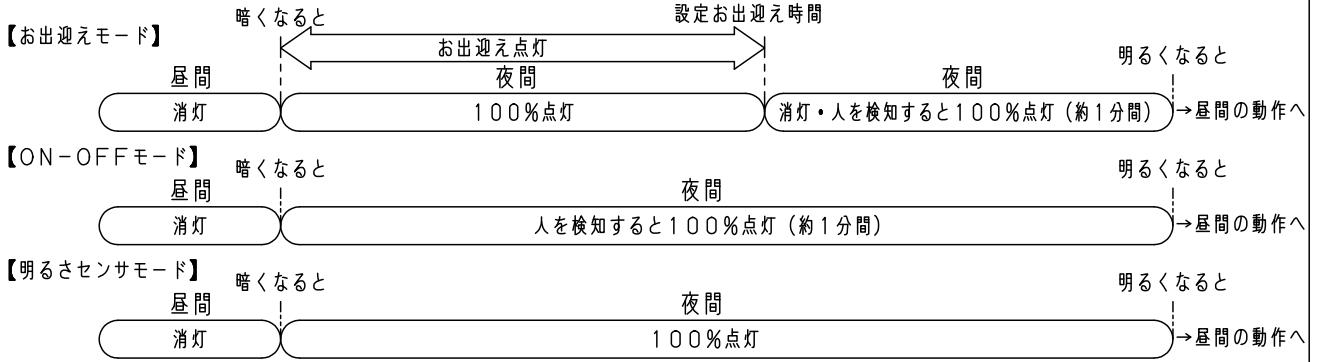 【お出迎えモード】
暗くなると
設定お出迎え時間
お出迎え点灯
明るくなると
昼間
夜間
夜間
消灯
100%点灯
消灯・人を検知すると100%点灯(約1分間)
→昼間の動作へ
【ON-OFFモード】
暗くなると
明るくなると
昼間
夜間
消灯
人を検知すると100%点灯(約1分間)
→昼間の動作へ
【明るさセンサモード】
暗くなると
明るくなると
昼間
夜間
消灯
100%点灯
→昼間の動作へ